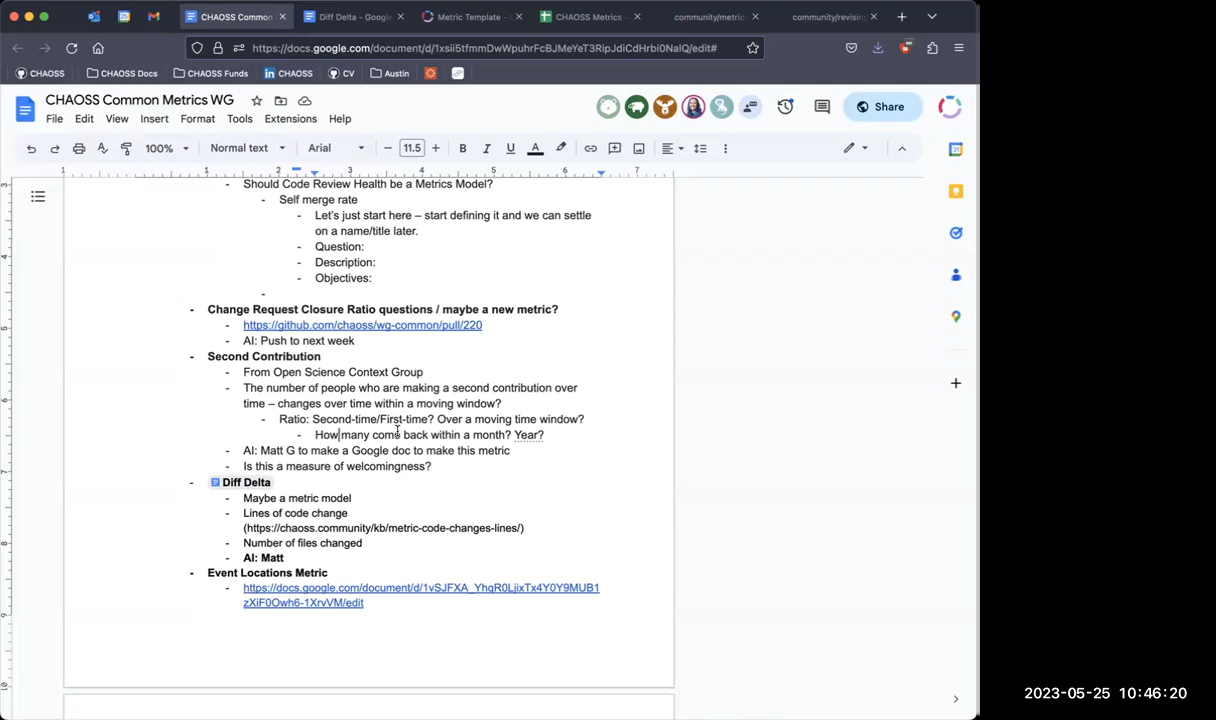 CHAOSS Common
Diff Delta - Google
Metric Template -
CHAOSS Metrics -
community/metric
community/revising
https://docs.google.com/document/d/1xsii5tfmmDwWpuhrFcBJMeYeT3RipJdiCdHrbi0NalQ/edit#
CHAOSS
CHAOSS Docs
CHAOSS Funds
CHAOSS
CV
Austin
CHAOSS Common Metrics WG
File Edit View Insert Format Tools Extensions Help
Share
100% Normal text Arial 11.5
1 1 2 3 4 5 6 7
- Should Code Review Health be a Metrics Model?
- Self merge rate
- Let's just start here – start defining it and we can settle
on a name/title later.
- Question:
- Description:
- Objectives:
-
- Change Request Closure Ratio questions / maybe a new metric?
- https://github.com/chaoss/wg-common/pull/220
- AI: Push to next week
- Second Contribution
- From Open Science Context Group
- The number of people who are making a second contribution over
time – changes over time within a moving window?
- Ratio: Second-time/First-time? Over a moving time window?
- How many come back within a month? Year?
- AI: Matt G to make a Google doc to make this metric
- Is this a measure of welcomingness?
- Diff Delta
- Maybe a metric model
- Lines of code change
(https://chaoss.community/kb/metric-code-changes-lines/)
- Number of files changed
- AI: Matt
- Event Locations Metric
- https://docs.google.com/document/d/1vSJFXA_YhgR0LjixTx4Y0Y9MUB1
zXiF0Owh6-1XrvVM/edit
2023-05-25 10:46:20